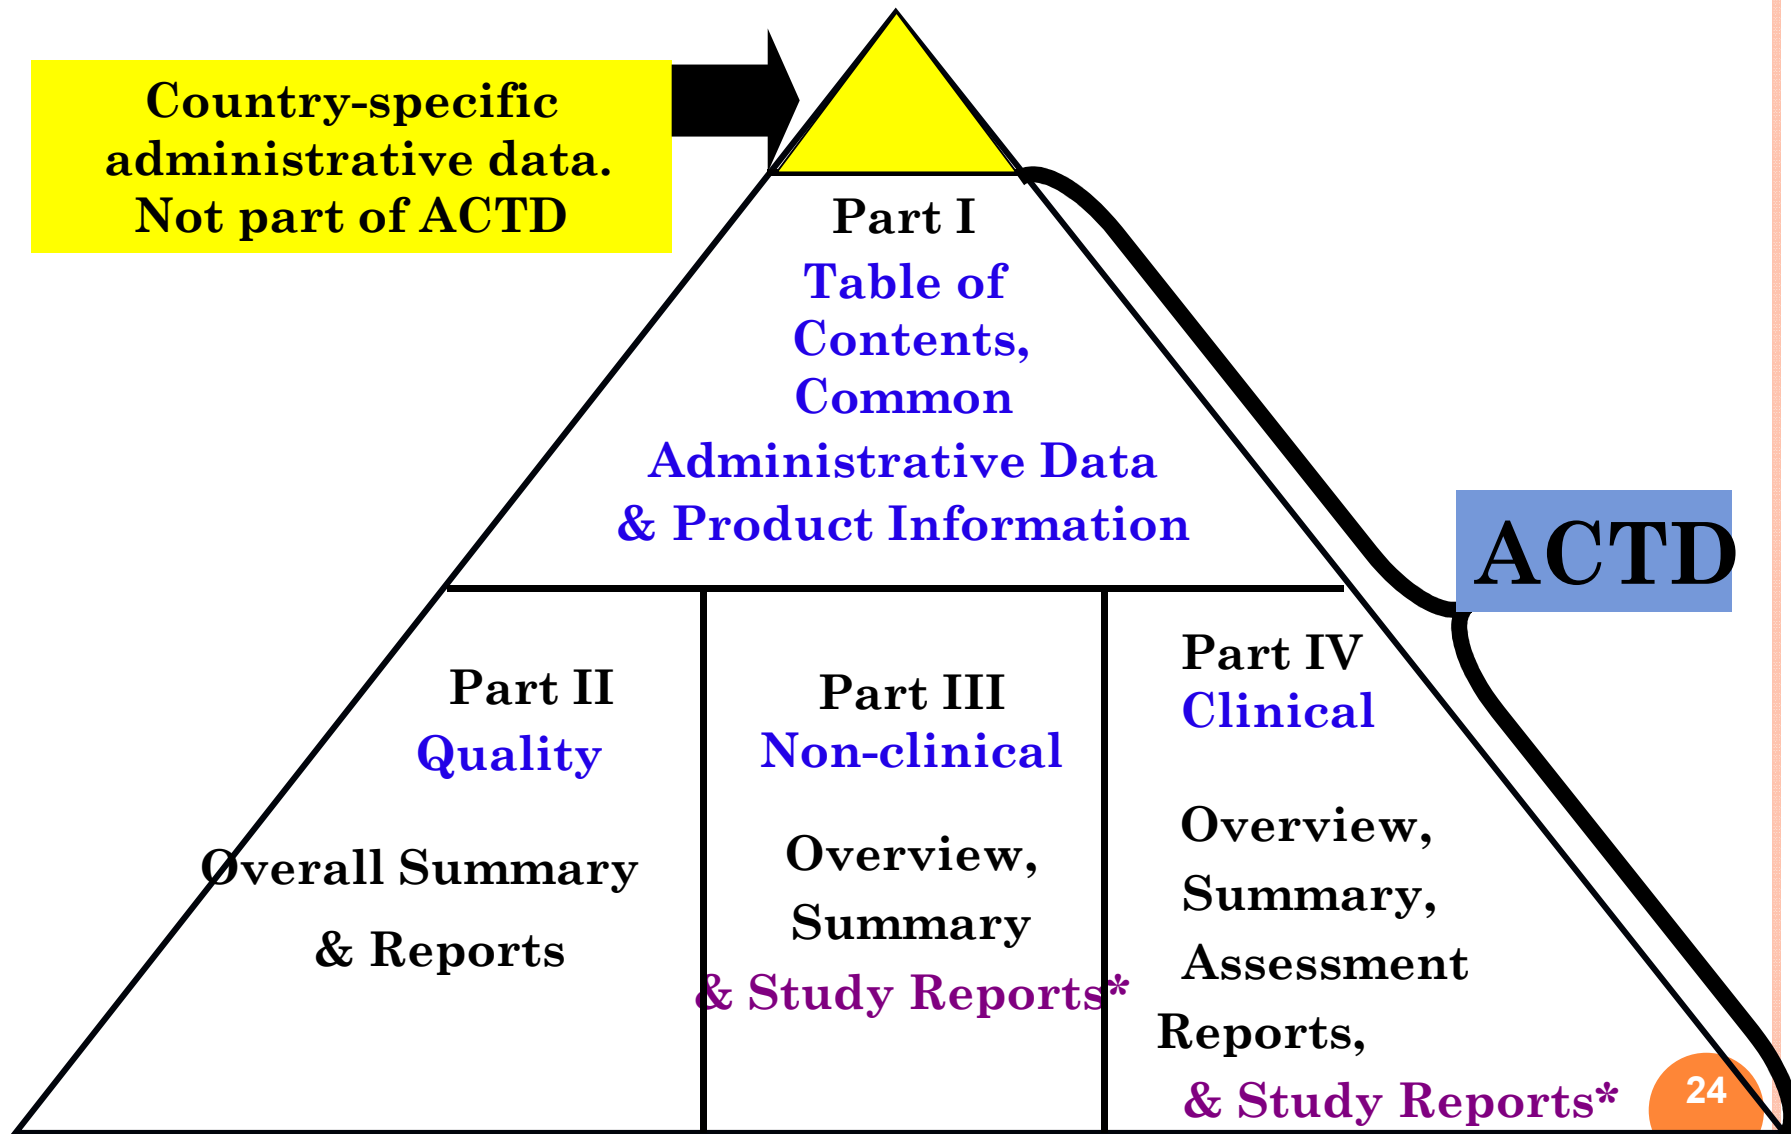 Country-specific
administrative data.
Not part of ACTD
Part I
Table of
Contents,
Common
Administrative Data
& Product Information
ACTD
Part II
Quality
Overall Summary
& Reports
Part III
Non-clinical
Overview,
Summary
& Study Reports*
Part IV
Clinical
Overview,
Summary,
Assessment
Reports,
& Study Reports*
24